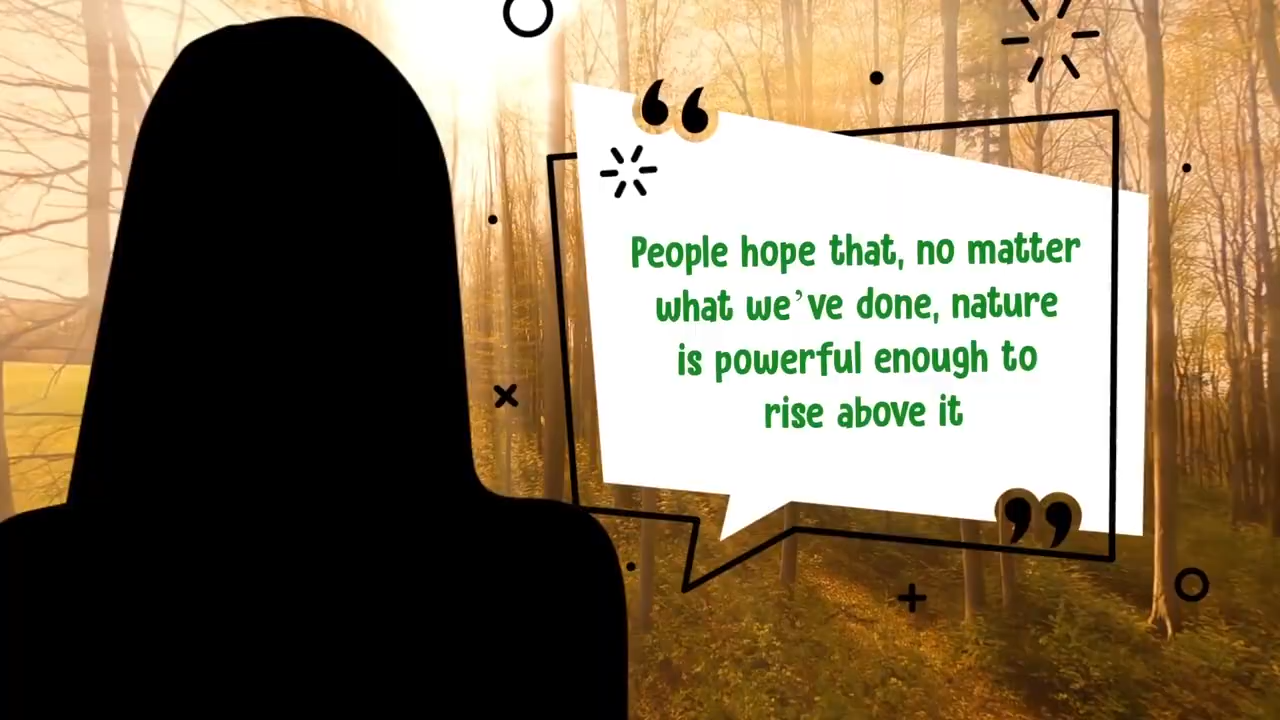 “
People hope that, no matter
what we’ve done, nature
is powerful enough to
rise above it
”